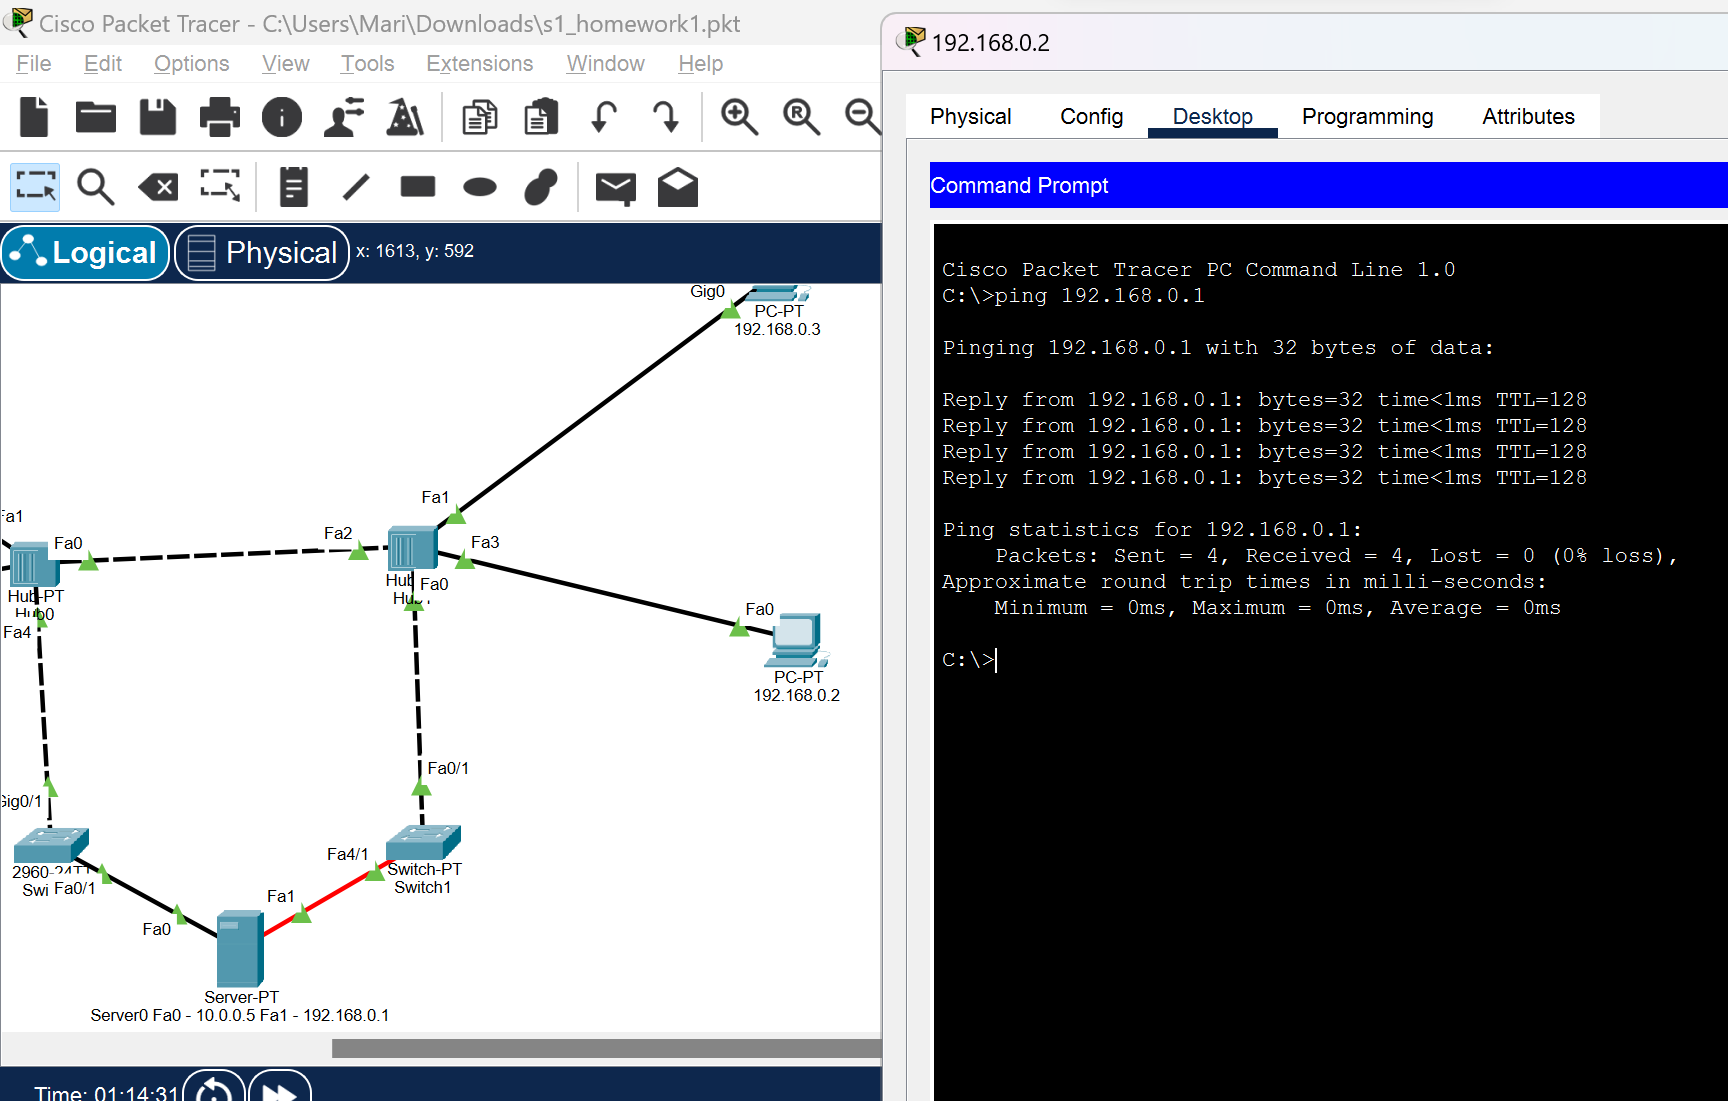 Cisco Packet Tracer - C:\Users\Mari\Downloads\s1_homework1.pkt
File Edit Options View Tools Extensions Window Help
Logical Physical x: 1613, y: 592
Gig0
PC-PT
192.168.0.3
Fa1
Fa1
Fa0
Fa2
Fa3
Hub-PT
Hub0
Fa4
Hub
Fa0
Fa0
PC-PT
192.168.0.2
Fa0/1
Gig0/1
Fa4/1
2960-24TT
Swi Fa0/1
Switch-PT
Switch1
Fa1
Fa0
Server-PT
Server0 Fa0 - 10.0.0.5 Fa1 - 192.168.0.1
Time: 01:14:31
192.168.0.2
Physical Config Desktop Programming Attributes
Command Prompt
Cisco Packet Tracer PC Command Line 1.0
C:\>ping 192.168.0.1
Pinging 192.168.0.1 with 32 bytes of data:
Reply from 192.168.0.1: bytes=32 time<1ms TTL=128
Reply from 192.168.0.1: bytes=32 time<1ms TTL=128
Reply from 192.168.0.1: bytes=32 time<1ms TTL=128
Reply from 192.168.0.1: bytes=32 time<1ms TTL=128
Ping statistics for 192.168.0.1:
Packets: Sent = 4, Received = 4, Lost = 0 (0% loss),
Approximate round trip times in milli-seconds:
Minimum = 0ms, Maximum = 0ms, Average = 0ms
C:\>